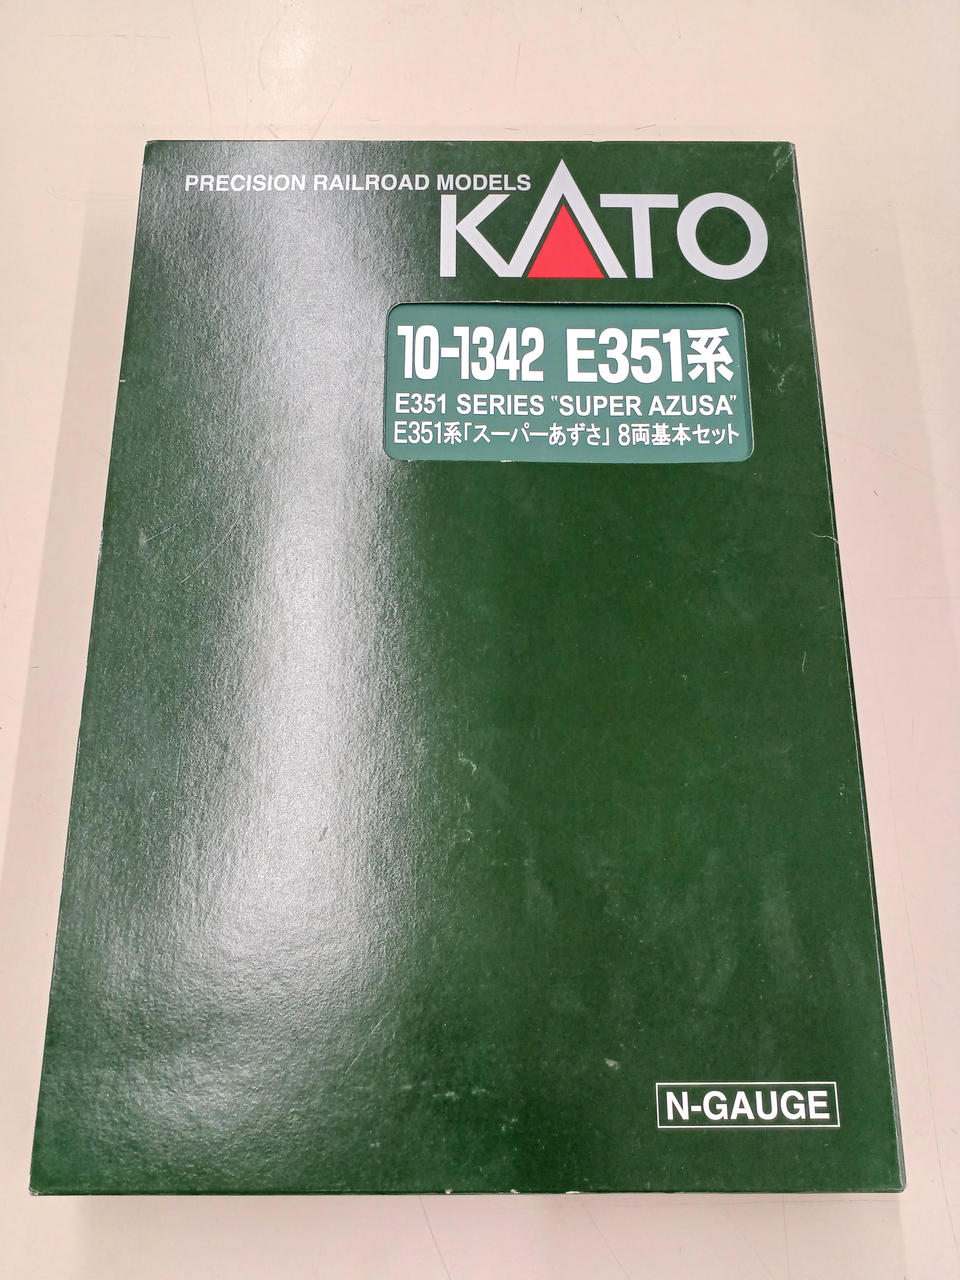 PRECISION RAILROAD MODELS
KATO
10-1342 E351系
E351 SERIES "SUPER AZUSA"
E351系「スーパーあずさ」 8両基本セット
N-GAUGE